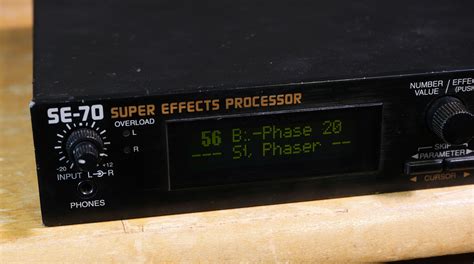 SE-70 SUPER EFFECTS PROCESSOR
OVERLOAD
L
R
-20 +12
INPUT L R
PHONES
56 B:-Phase 20
--- S1, Phaser ---
NUMBER
VALUE / EFFE
(PUSH
SKIP
PARAMETER
CURSOR